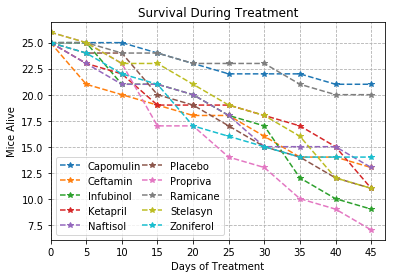 Survival During Treatment
25.0
22.5
20.0
17.5
15.0
12.5
10.0
7.5
Mice Alive
Capomulin
Ceftamin
Infubinol
Ketapril
Naftisol
Placebo
Propriva
Ramicane
Stelasyn
Zoniferol
0 5 10 15 20 25 30 35 40 45
Days of Treatment